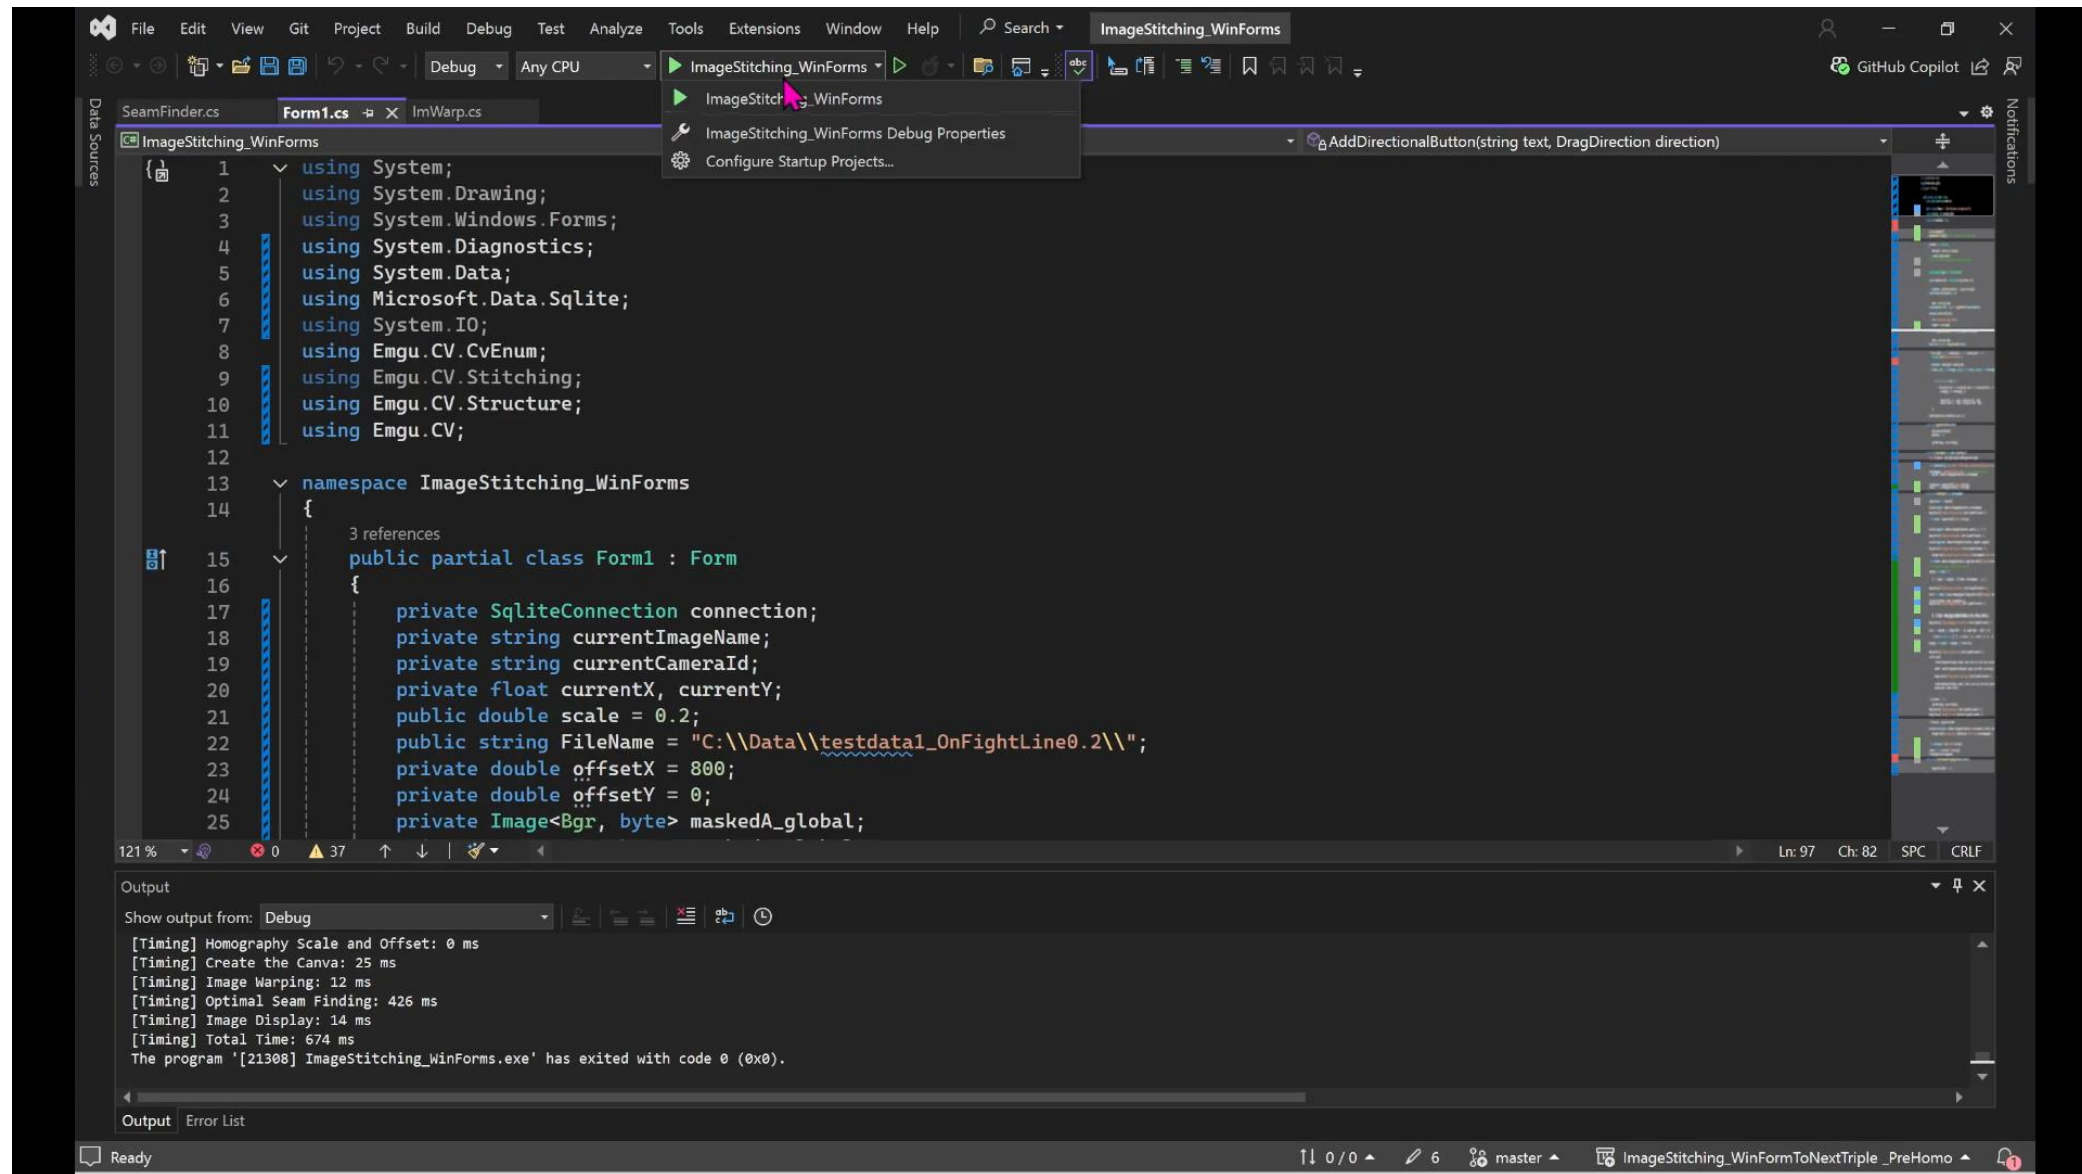 File Edit View Git Project Build Debug Test Analyze Tools Extensions Window Help Search ImageStitching_WinForms
Debug Any CPU ImageStitching_WinForms GitHub Copilot
ImageStitching_WinForms
ImageStitching_WinForms Debug Properties
Configure Startup Projects...
Data Sources
Notifications
SeamFinder.cs Form1.cs ImWarp.cs
ImageStitching_WinForms AddDirectionalButton(string text, DragDirection direction)
1 using System;
2 using System.Drawing;
3 using System.Windows.Forms;
4 using System.Diagnostics;
5 using System.Data;
6 using Microsoft.Data.Sqlite;
7 using System.IO;
8 using Emgu.CV.CvEnum;
9 using Emgu.CV.Stitching;
10 using Emgu.CV.Structure;
11 using Emgu.CV;
12
13 namespace ImageStitching_WinForms
14 {
3 references
15 public partial class Form1 : Form
16 {
17 private SqliteConnection connection;
18 private string currentImageName;
19 private string currentCameraId;
20 private float currentX, currentY;
21 public double scale = 0.2;
22 public string FileName = "C:\\Data\\testdata1_OnFightLine0.2\\";
23 private double offsetX = 800;
24 private double offsetY = 0;
25 private Image<Bgr, byte> maskedA_global;
121 % 0 37 Ln: 97 Ch: 82 SPC CRLF
Output
Show output from: Debug
[Timing] Homography Scale and Offset: 0 ms
[Timing] Create the Canva: 25 ms
[Timing] Image Warping: 12 ms
[Timing] Optimal Seam Finding: 426 ms
[Timing] Image Display: 14 ms
[Timing] Total Time: 674 ms
The program '[21308] ImageStitching_WinForms.exe' has exited with code 0 (0x0).
Output Error List
Ready 0 / 0 6 master ImageStitching_WinFormToNextTriple _PreHomo 1